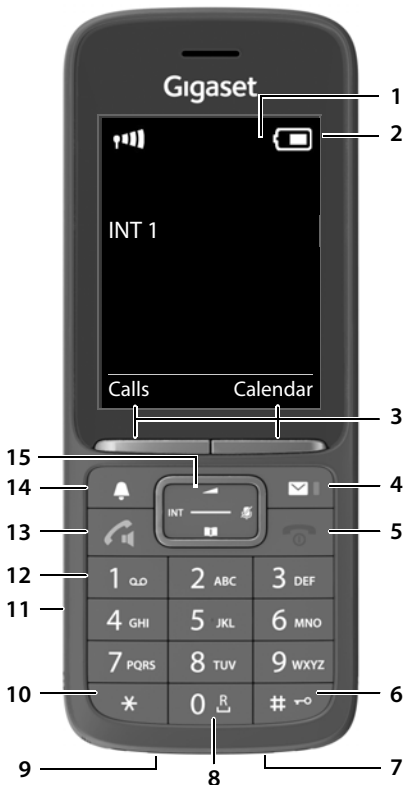 Gigaset
1
2
INT 1
Calls Calendar
3
15
14
4
INT
13
5
12
1 2 ABC 3 DEF
11
4 GHI 5 JKL 6 MNO
7 PQRS 8 TUV 9 WXYZ
10
* 0 R #
6
9
8
7